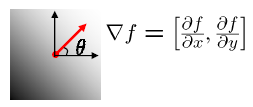 θ
∇f = [∂f/∂x, ∂f/∂y]